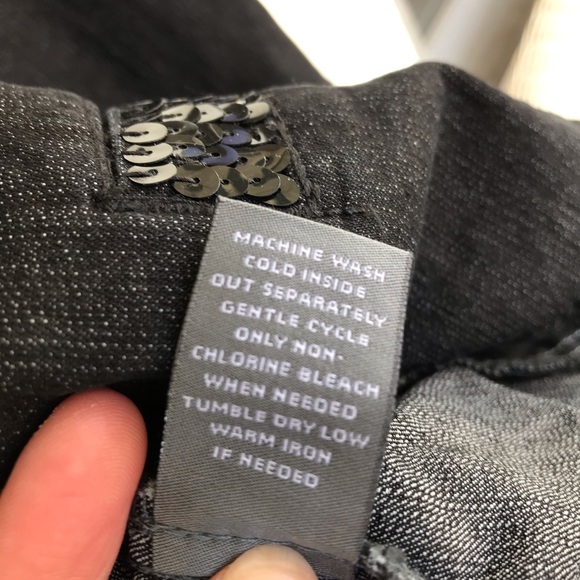 MACHINE WASH
COLD INSIDE
OUT SEPARATELY
GENTLE CYCLE
ONLY NON-
CHLORINE BLEACH
WHEN NEEDED
TUMBLE DRY LOW
WARM IRON
IF NEEDED